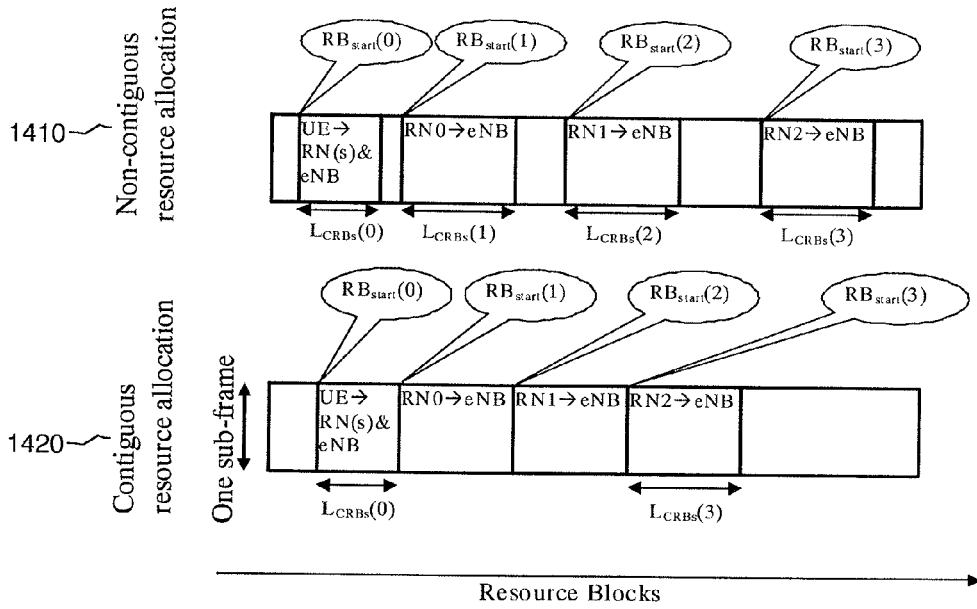 RBstart(0)
RBstart(1)
RBstart(2)
RBstart(3)
1410
Non-contiguous
resource allocation
UE→
RN(s)&
eNB
RN0→eNB
RN1→eNB
RN2→eNB
LCRBs(0)
LCRBs(1)
LCRBs(2)
LCRBs(3)
RBstart(0)
RBstart(1)
RBstart(2)
RBstart(3)
1420
Contiguous
resource allocation
One sub-frame
UE→
RN(s)&
eNB
RN0→eNB
RN1→eNB
RN2→eNB
LCRBs(0)
LCRBs(3)
Resource Blocks